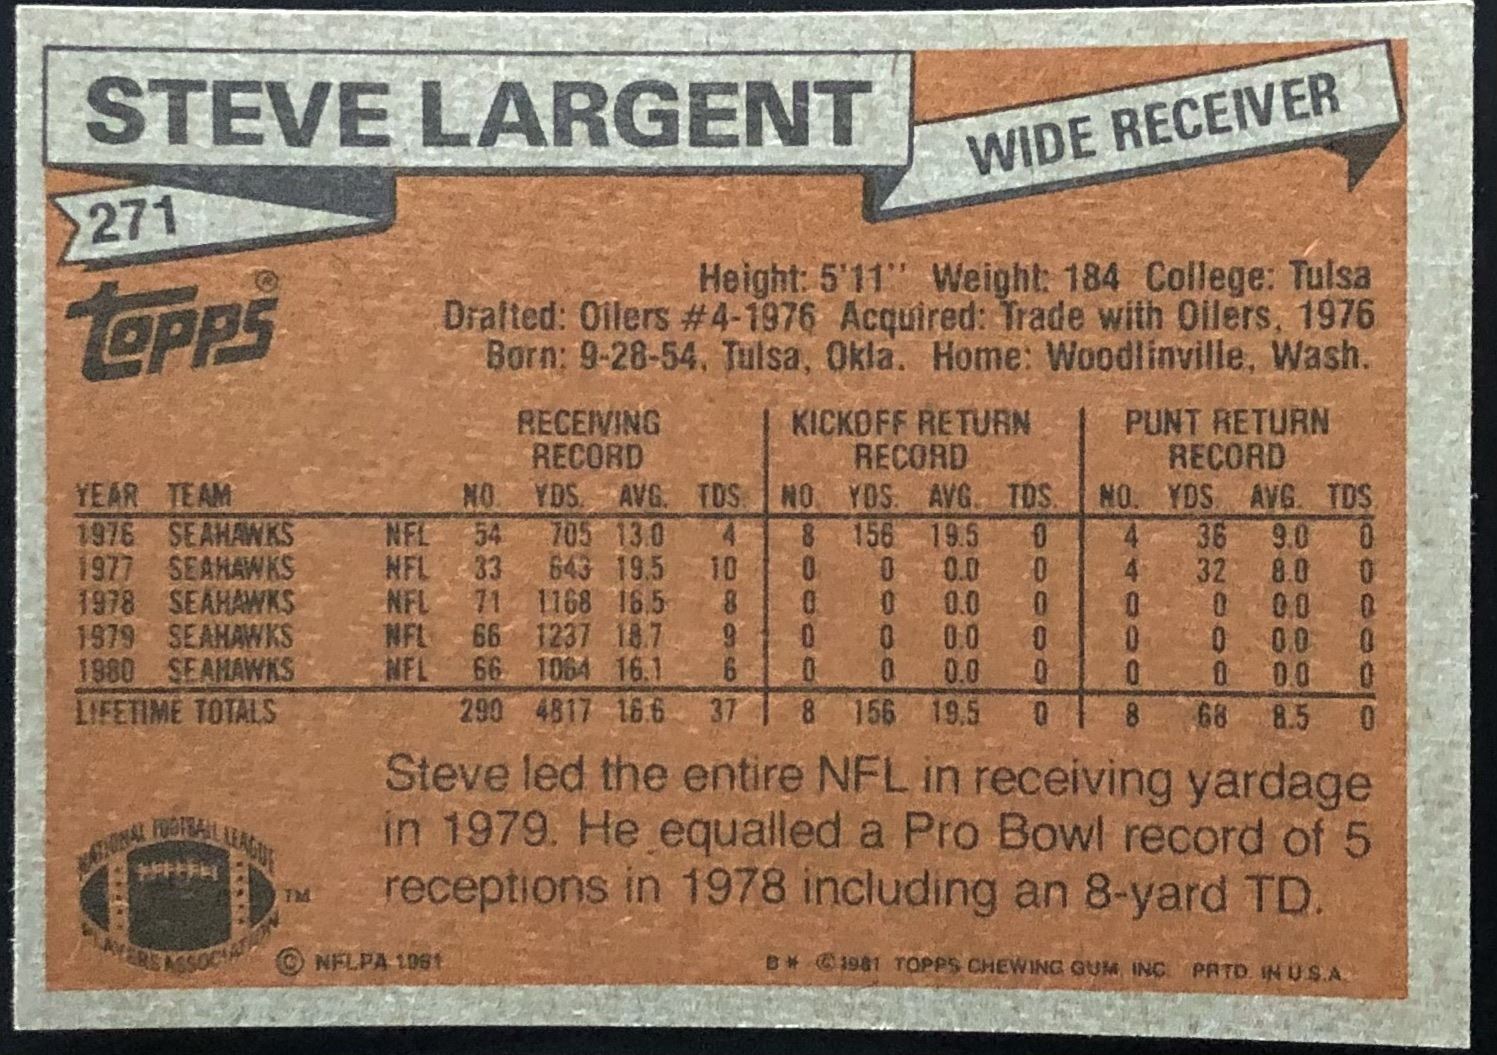 STEVE LARGENT
WIDE RECEIVER
271
Topps®
Height: 5'11'' Weight: 184 College: Tulsa
Drafted: Oilers #4-1976 Acquired: Trade with Oilers, 1976
Born: 9-28-54, Tulsa, Okla. Home: Woodlinville, Wash.
RECEIVING RECORD KICKOFF RETURN RECORD PUNT RETURN RECORD
YEAR TEAM NO. YDS. AVG. TDS. NO. YDS. AVG. TDS. NO. YDS. AVG. TDS
1976 SEAHAWKS NFL 54 705 13.0 4 8 156 19.5 0 4 36 9.0 0
1977 SEAHAWKS NFL 33 643 19.5 10 0 0 0.0 0 4 32 8.0 0
1978 SEAHAWKS NFL 71 1168 16.5 8 0 0 0.0 0 0 0 0.0 0
1979 SEAHAWKS NFL 66 1237 18.7 9 0 0 0.0 0 0 0 0.0 0
1980 SEAHAWKS NFL 66 1064 16.1 6 0 0 0.0 0 0 0 0.0 0
LIFETIME TOTALS 290 4817 16.6 37 8 156 19.5 0 8 68 8.5 0
Steve led the entire NFL in receiving yardage
in 1979. He equalled a Pro Bowl record of 5
receptions in 1978 including an 8-yard TD.
NATIONAL FOOTBALL LEAGUE
PLAYERS ASSOCIATION
TM
© NFLPA 1981
B* © 1981 TOPPS CHEWING GUM, INC. PRTD. IN U.S.A.